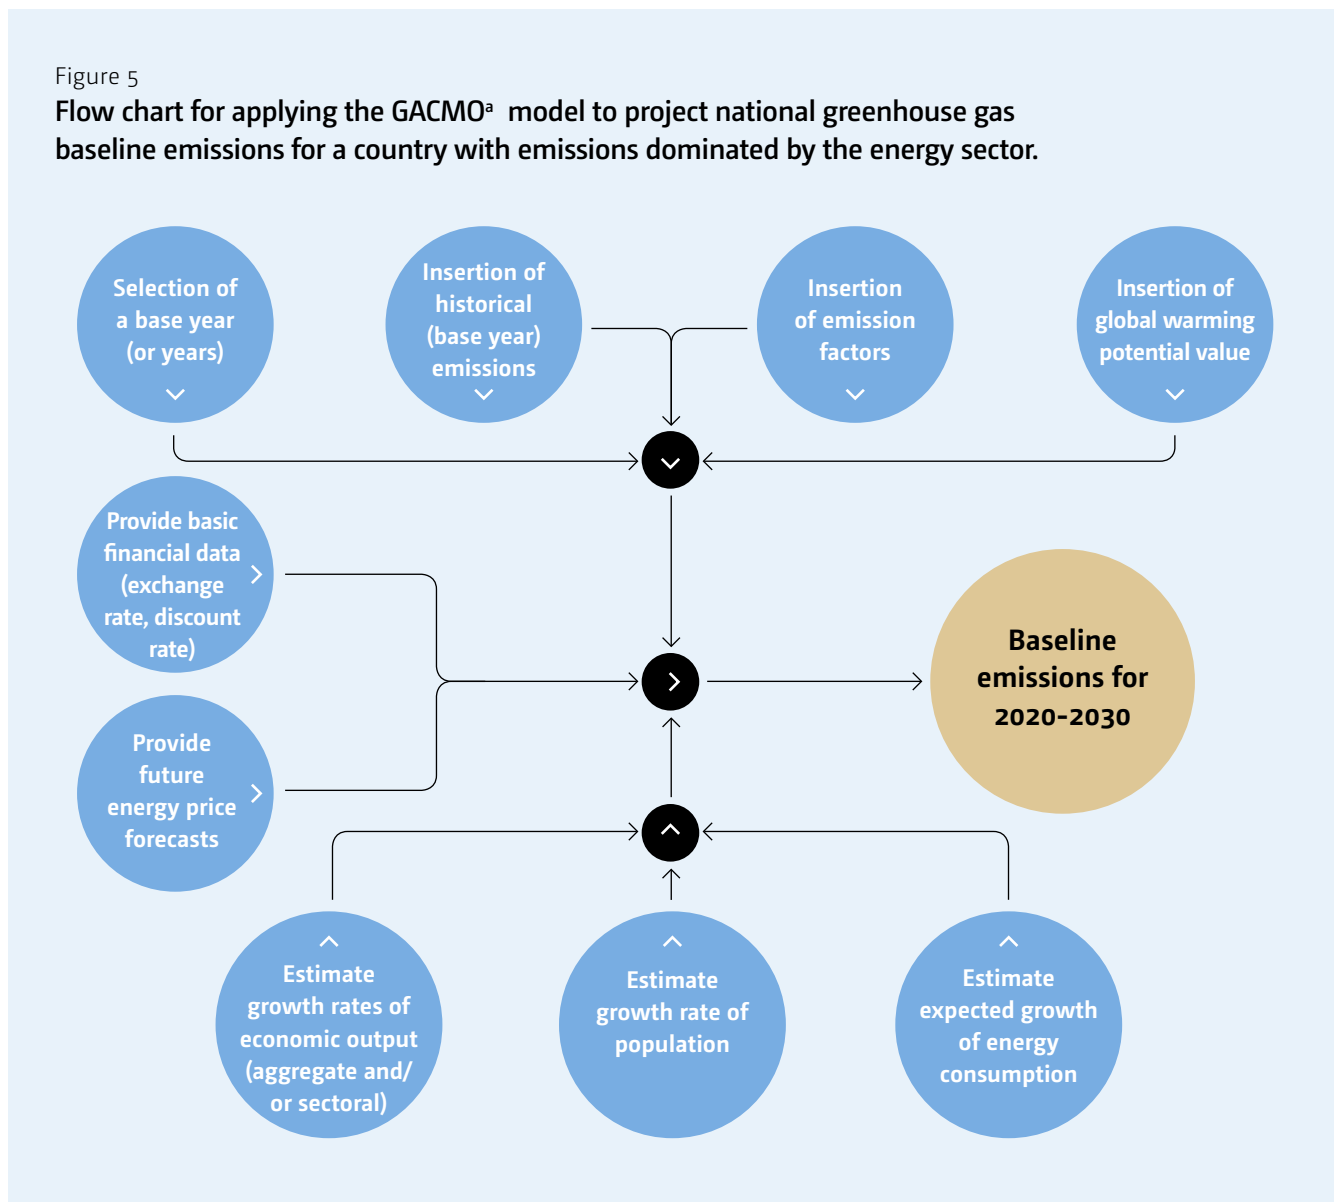 Figure 5
Flow chart for applying the GACMOᵃ model to project national greenhouse gas
baseline emissions for a country with emissions dominated by the energy sector.
Selection of
a base year
(or years)
Insertion of
historical
(base year)
emissions
Insertion
of emission
factors
Insertion of
global warming
potential value
Provide basic
financial data
(exchange
rate, discount
rate)
Provide
future
energy price
forecasts
Baseline
emissions for
2020-2030
Estimate
growth rates of
economic output
(aggregate and/
or sectoral)
Estimate
growth rate of
population
Estimate
expected growth
of energy
consumption